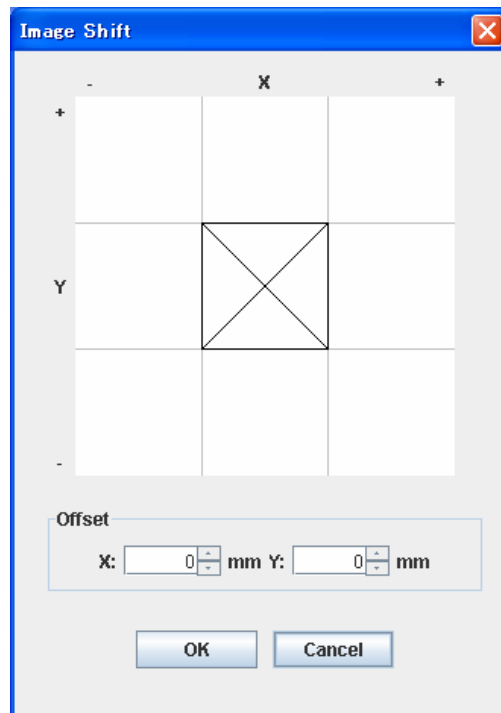 Image Shift
- X +
+
Y
-
Offset
X: 0 mm Y: 0 mm
OK Cancel